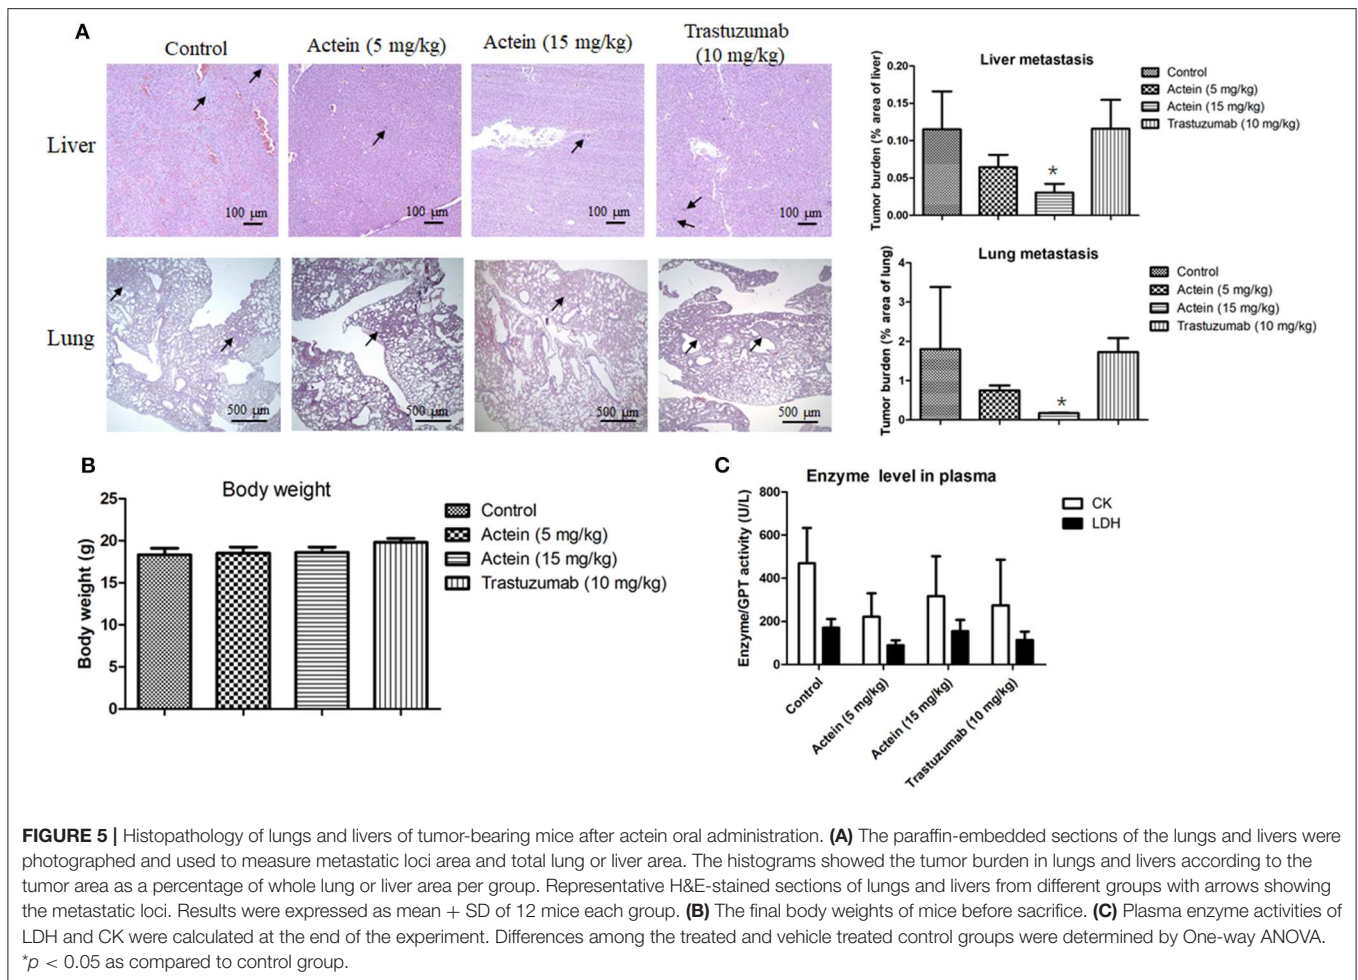 A
Control
Actein (5 mg/kg)
Actein (15 mg/kg)
Trastuzumab
(10 mg/kg)
Liver
100 µm
100 µm
100 µm
100 µm
Lung
500 µm
500 µm
500 µm
500 µm
Liver metastasis
Tumor burden (% area of liver)
0.20
0.15
0.10
0.05
0.00
*
Control
Actein (5 mg/kg)
Actein (15 mg/kg)
Trastuzumab (10 mg/kg)
Lung metastasis
Tumor burden (% area of lung)
4
3
2
1
0
*
Control
Actein (5 mg/kg)
Actein (15 mg/kg)
Trastuzumab (10 mg/kg)
B
Body weight
Body weight (g)
25
20
15
10
5
0
Control
Actein (5 mg/kg)
Actein (15 mg/kg)
Trastuzumab (10 mg/kg)
C
Enzyme level in plasma
Enzyme/GPT activity (U/L)
800
600
400
200
0
CK
LDH
Control
Actein (5 mg/kg)
Actein (15 mg/kg)
Trastuzumab (10 mg/kg)
FIGURE 5 | Histopathology of lungs and livers of tumor-bearing mice after actein oral administration. (A) The paraffin-embedded sections of the lungs and livers were
photographed and used to measure metastatic loci area and total lung or liver area. The histograms showed the tumor burden in lungs and livers according to the
tumor area as a percentage of whole lung or liver area per group. Representative H&E-stained sections of lungs and livers from different groups with arrows showing
the metastatic loci. Results were expressed as mean + SD of 12 mice each group. (B) The final body weights of mice before sacrifice. (C) Plasma enzyme activities of
LDH and CK were calculated at the end of the experiment. Differences among the treated and vehicle treated control groups were determined by One-way ANOVA.
*p < 0.05 as compared to control group.